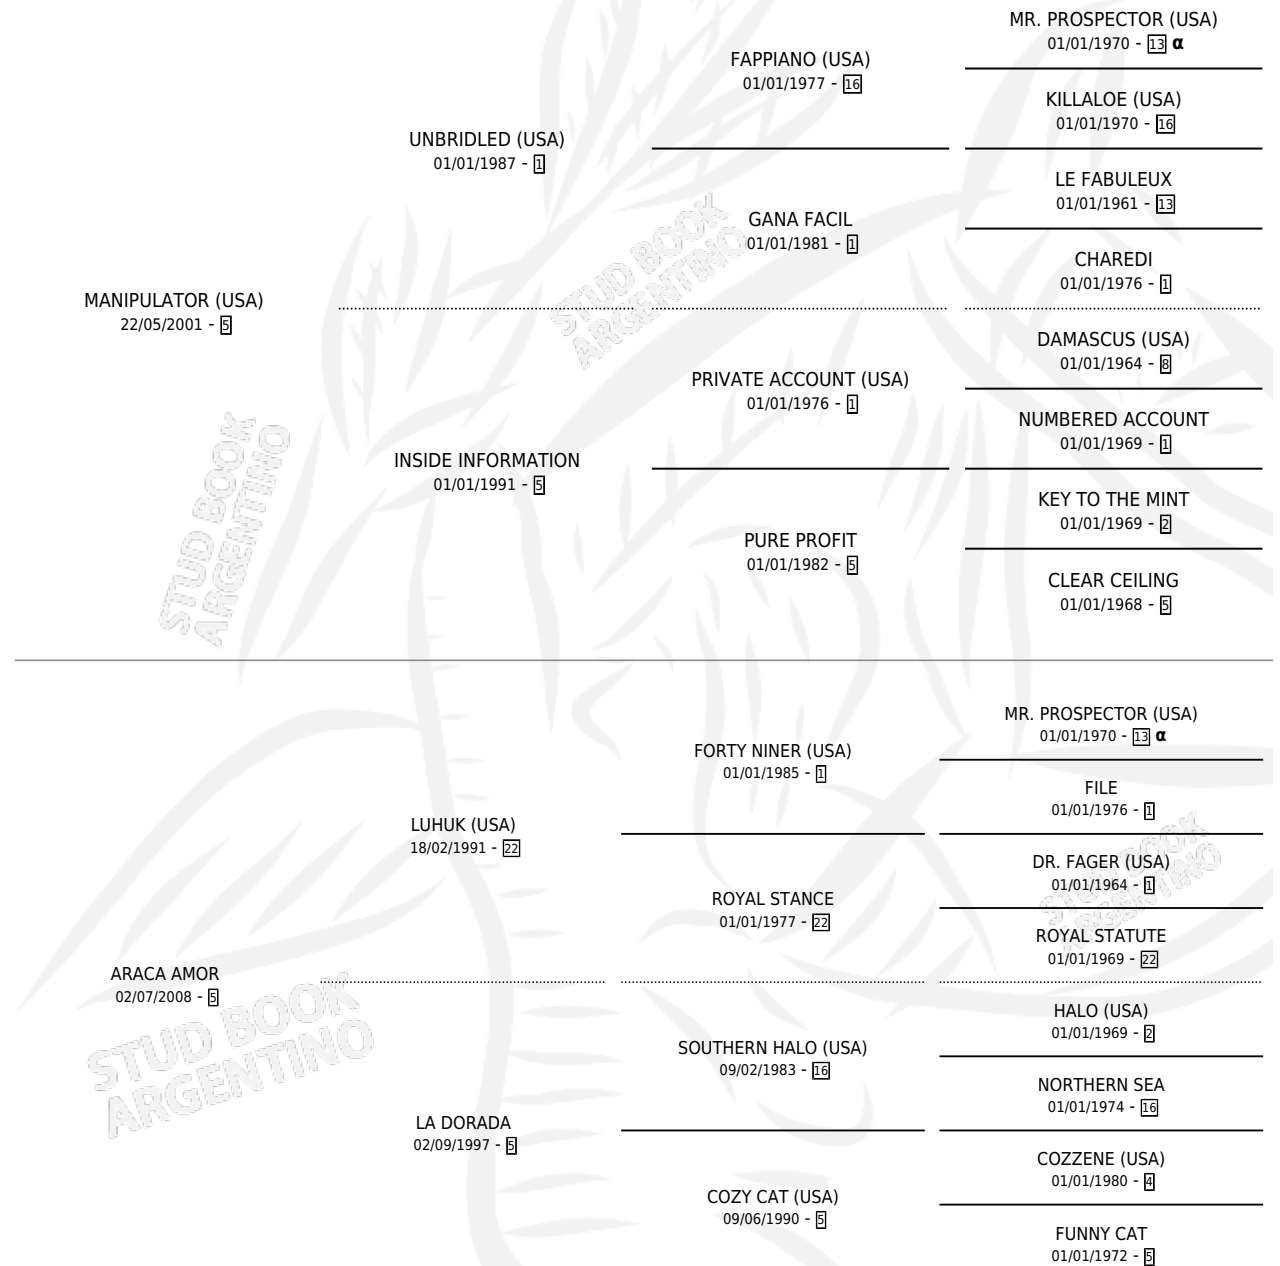 MR. PROSPECTOR (USA)
01/01/1970 - 13 α
FAPPIANO (USA)
01/01/1977 - 16
KILLALOE (USA)
01/01/1970 - 16
UNBRIDLED (USA)
01/01/1987 - 1
LE FABULEUX
01/01/1961 - 13
GANA FACIL
01/01/1981 - 1
CHAREDI
01/01/1976 - 1
MANIPULATOR (USA)
22/05/2001 - 5
DAMASCUS (USA)
01/01/1964 - 8
PRIVATE ACCOUNT (USA)
01/01/1976 - 1
NUMBERED ACCOUNT
01/01/1969 - 1
INSIDE INFORMATION
01/01/1991 - 5
KEY TO THE MINT
01/01/1969 - 2
PURE PROFIT
01/01/1982 - 5
CLEAR CEILING
01/01/1968 - 5
MR. PROSPECTOR (USA)
01/01/1970 - 13 α
FORTY NINER (USA)
01/01/1985 - 1
FILE
01/01/1976 - 1
LUHUK (USA)
18/02/1991 - 22
DR. FAGER (USA)
01/01/1964 - 1
ROYAL STANCE
01/01/1977 - 22
ROYAL STATUTE
01/01/1969 - 22
ARACA AMOR
02/07/2008 - 5
HALO (USA)
01/01/1969 - 2
SOUTHERN HALO (USA)
09/02/1983 - 16
NORTHERN SEA
01/01/1974 - 16
LA DORADA
02/09/1997 - 5
COZZENE (USA)
01/01/1980 - 4
COZY CAT (USA)
09/06/1990 - 5
FUNNY CAT
01/01/1972 - 5
STUD BOOK
ARGENTINO
STUD BOOK
ARGENTINO
STUD BOOK
ARGENTINO
STUD BOOK
ARGENTINO